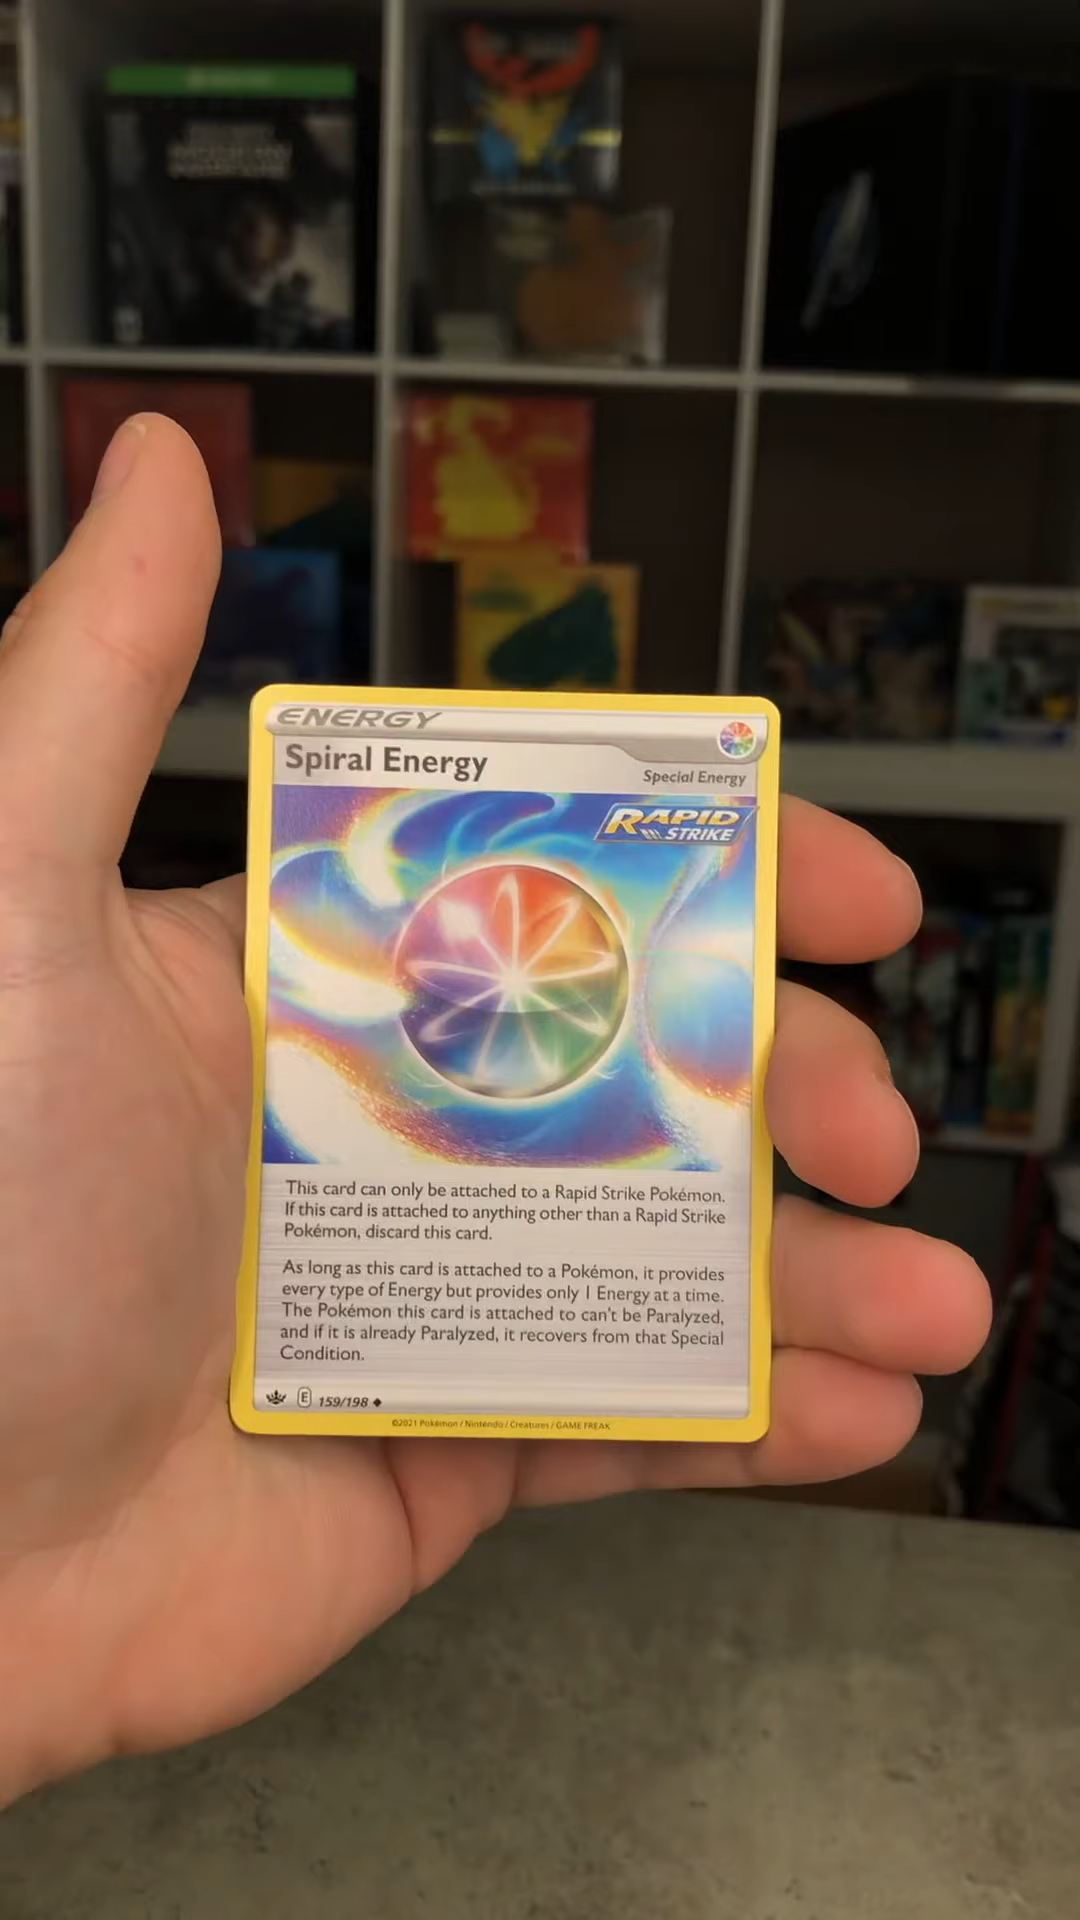 ENERGY
Spiral Energy
Special Energy
RAPID
STRIKE
This card can only be attached to a Rapid Strike Pokémon.
If this card is attached to anything other than a Rapid Strike
Pokémon, discard this card.
As long as this card is attached to a Pokémon, it provides
every type of Energy but provides only 1 Energy at a time.
The Pokémon this card is attached to can't be Paralyzed,
and if it is already Paralyzed, it recovers from that Special
Condition.
E 159/198
©2021 Pokémon / Nintendo / Creatures / GAME FREAK